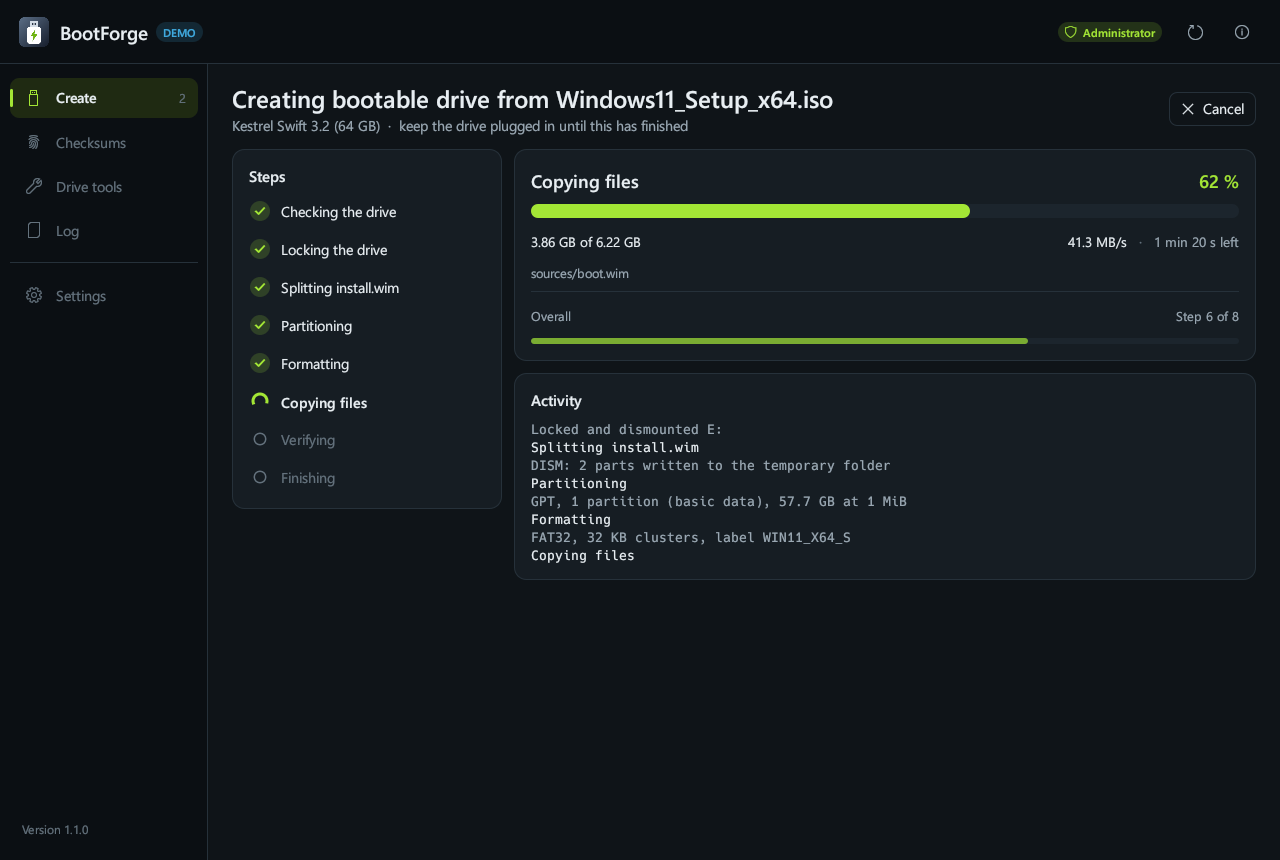 BootForge DEMO
Administrator
Create 2
Checksums
Drive tools
Log
Settings
Version 1.1.0
Creating bootable drive from Windows11_Setup_x64.iso
Kestrel Swift 3.2 (64 GB) · keep the drive plugged in until this has finished
Cancel
Steps
Checking the drive
Locking the drive
Splitting install.wim
Partitioning
Formatting
Copying files
Verifying
Finishing
Copying files 62 %
3.86 GB of 6.22 GB 41.3 MB/s · 1 min 20 s left
sources/boot.wim
Overall Step 6 of 8
Activity
Locked and dismounted E:
Splitting install.wim
DISM: 2 parts written to the temporary folder
Partitioning
GPT, 1 partition (basic data), 57.7 GB at 1 MiB
Formatting
FAT32, 32 KB clusters, label WIN11_X64_S
Copying files